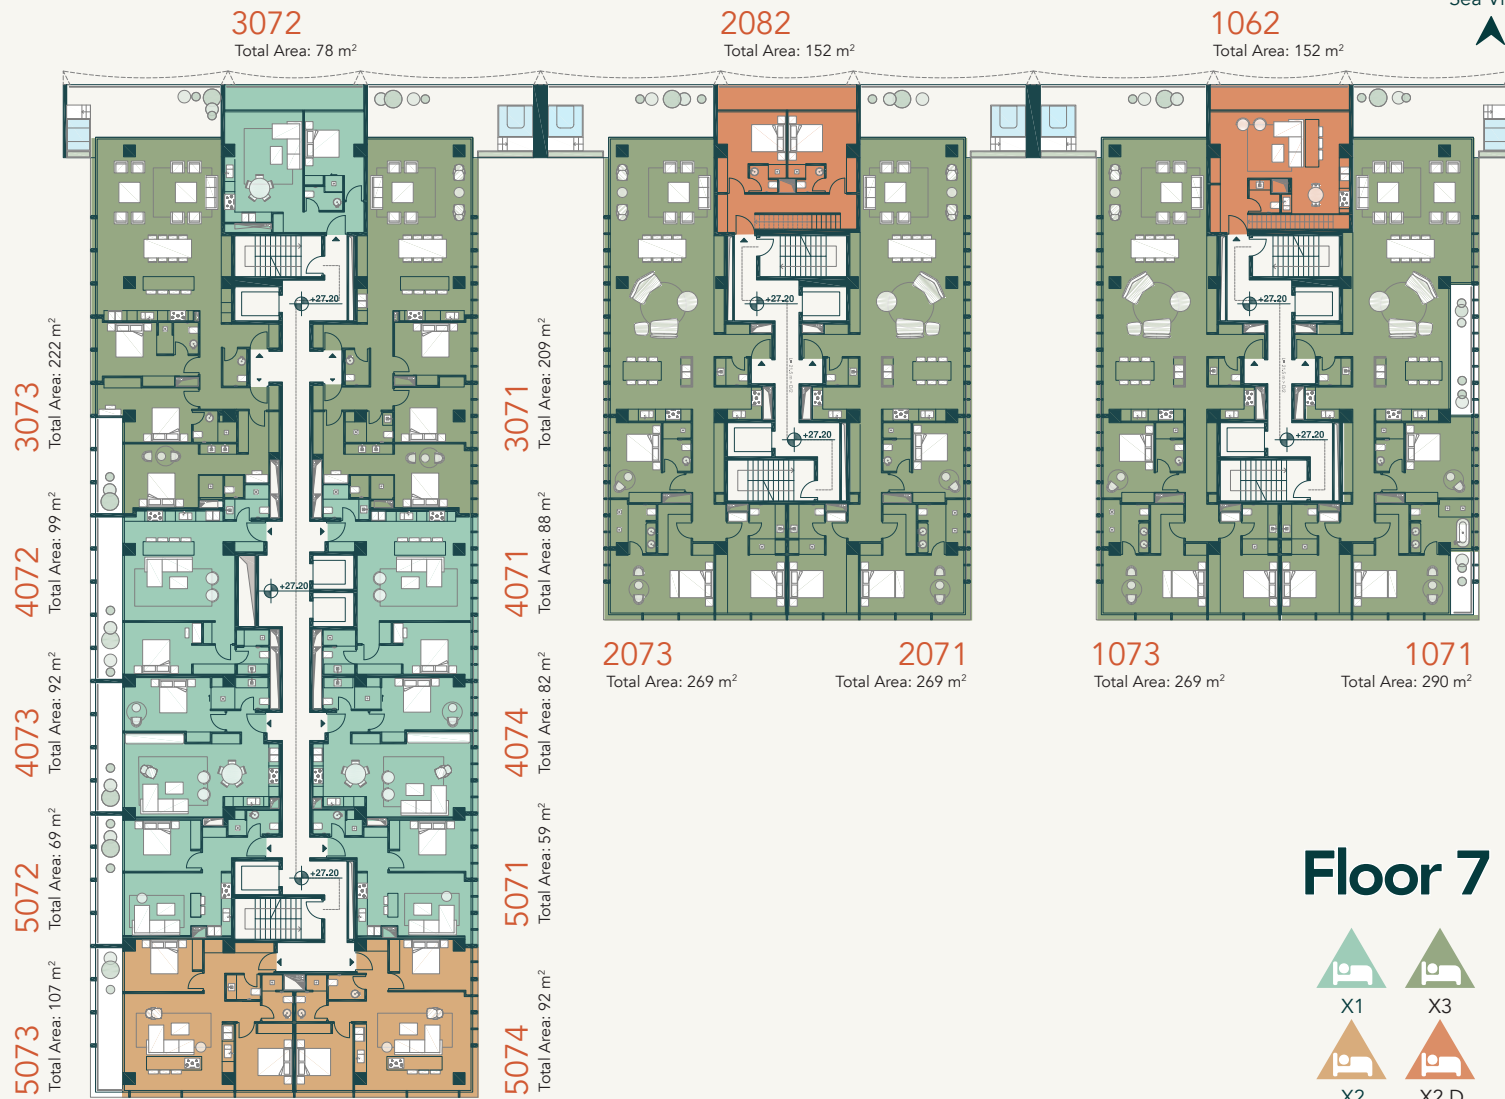 3072
Total Area: 78 m²
2082
Total Area: 152 m²
1062
Total Area: 152 m²
3073
Total Area: 222 m²
3071
Total Area: 209 m²
4072
Total Area: 99 m²
4071
Total Area: 88 m²
4073
Total Area: 92 m²
4074
Total Area: 82 m²
5072
Total Area: 69 m²
5071
Total Area: 59 m²
5073
Total Area: 107 m²
5074
Total Area: 92 m²
+27.20
+27.20
+27.20
+27.20
+27.20
+27.20
+27.20
2073
Total Area: 269 m²
2071
Total Area: 269 m²
1073
Total Area: 269 m²
1071
Total Area: 290 m²
Floor 7
X1
X3
X2
X2 D